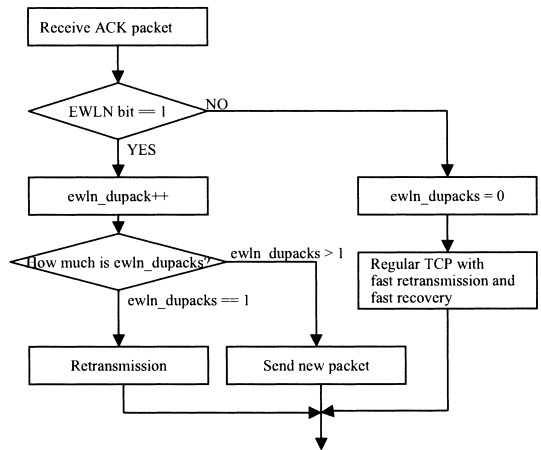 Receive ACK packet
EWLN bit == 1
NO
YES
ewln_dupack++
ewln_dupacks = 0
How much is ewln_dupacks?
ewln_dupacks > 1
Regular TCP with
fast retransmission and
fast recovery
ewln_dupacks == 1
Retransmission
Send new packet